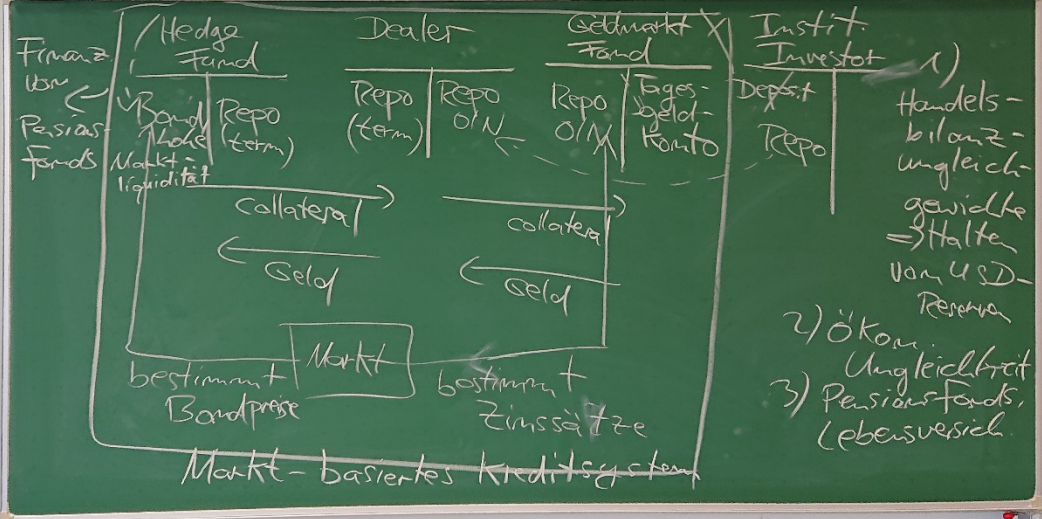 Finanz.
von
Pensions-
fonds
Hedge
Fund
Bond
hohe
Markt-
liquidität
Repo
(term)
Dealer
Repo
(term)
Repo
O/N
Geldmarkt
Fond
Repo
O/N
Tages-
geld-
Konto
Instit.
Investor
Deposit
Repo
collateral
Geld
collateral
Geld
Markt
bestimmt
Bondpreise
bestimmt
Zinssätze
Markt-basiertes Kreditsystem
1)
Handels-
bilanz-
ungleich-
gewichte
=> Halten
von USD-
Reserven
2) Ökon.
Ungleichheit
3) Pensionsfonds,
Lebensversich.